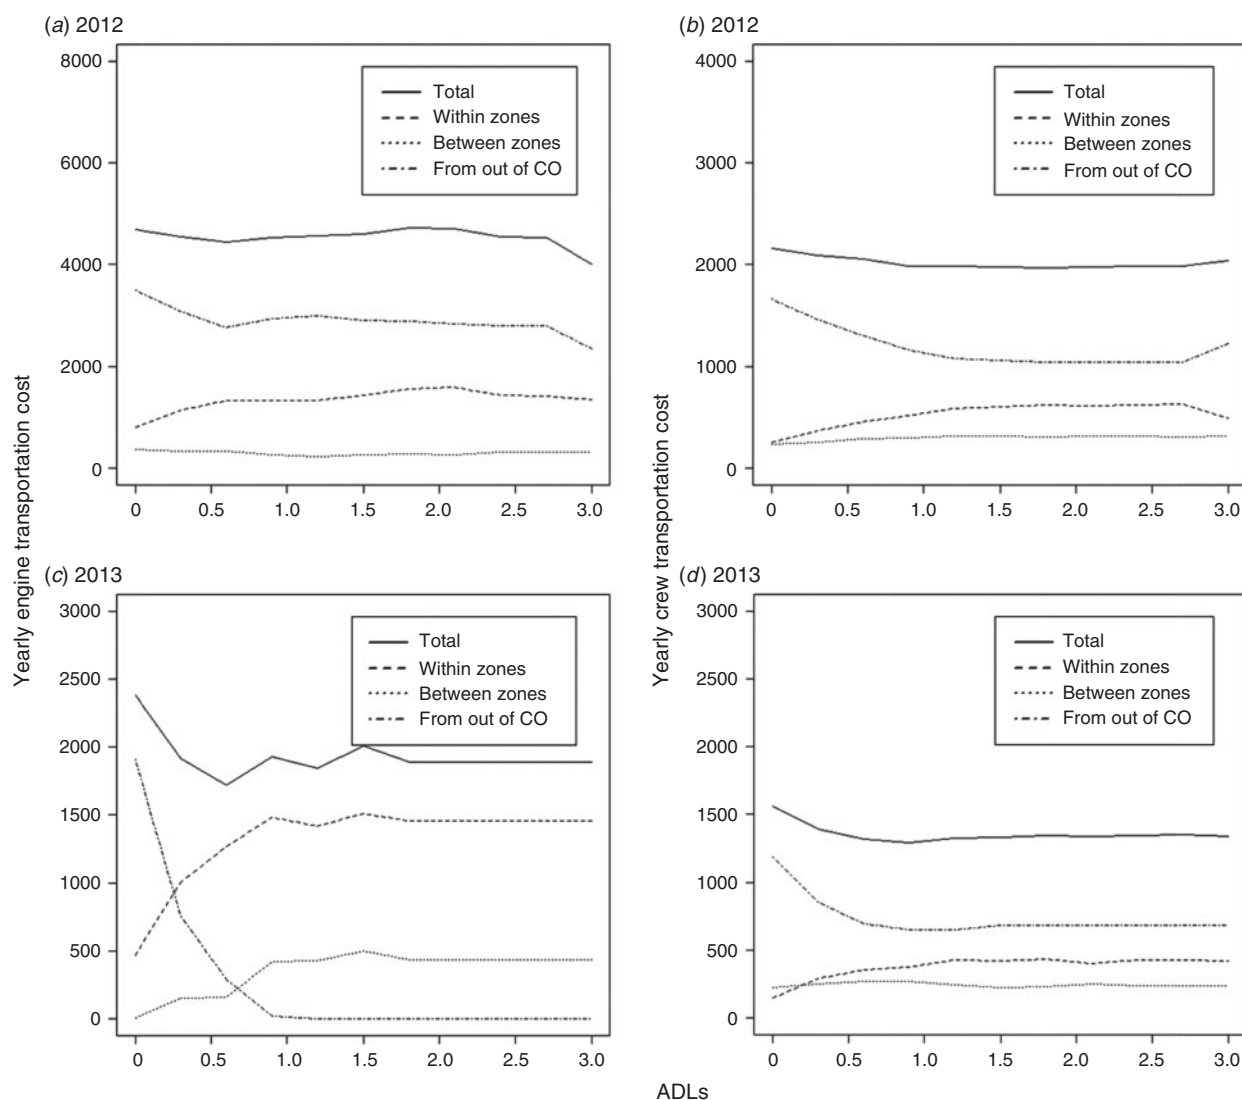 (a) 2012
8000
6000
4000
2000
0
Total
Within zones
Between zones
From out of CO
0 0.5 1.0 1.5 2.0 2.5 3.0
(b) 2012
4000
3000
2000
1000
0
Total
Within zones
Between zones
From out of CO
0 0.5 1.0 1.5 2.0 2.5 3.0
Yearly engine transportation cost
Yearly crew transportation cost
(c) 2013
3000
2500
2000
1500
1000
500
0
Total
Within zones
Between zones
From out of CO
0 0.5 1.0 1.5 2.0 2.5 3.0
(d) 2013
3000
2500
2000
1500
1000
500
0
Total
Within zones
Between zones
From out of CO
0 0.5 1.0 1.5 2.0 2.5 3.0
ADLs